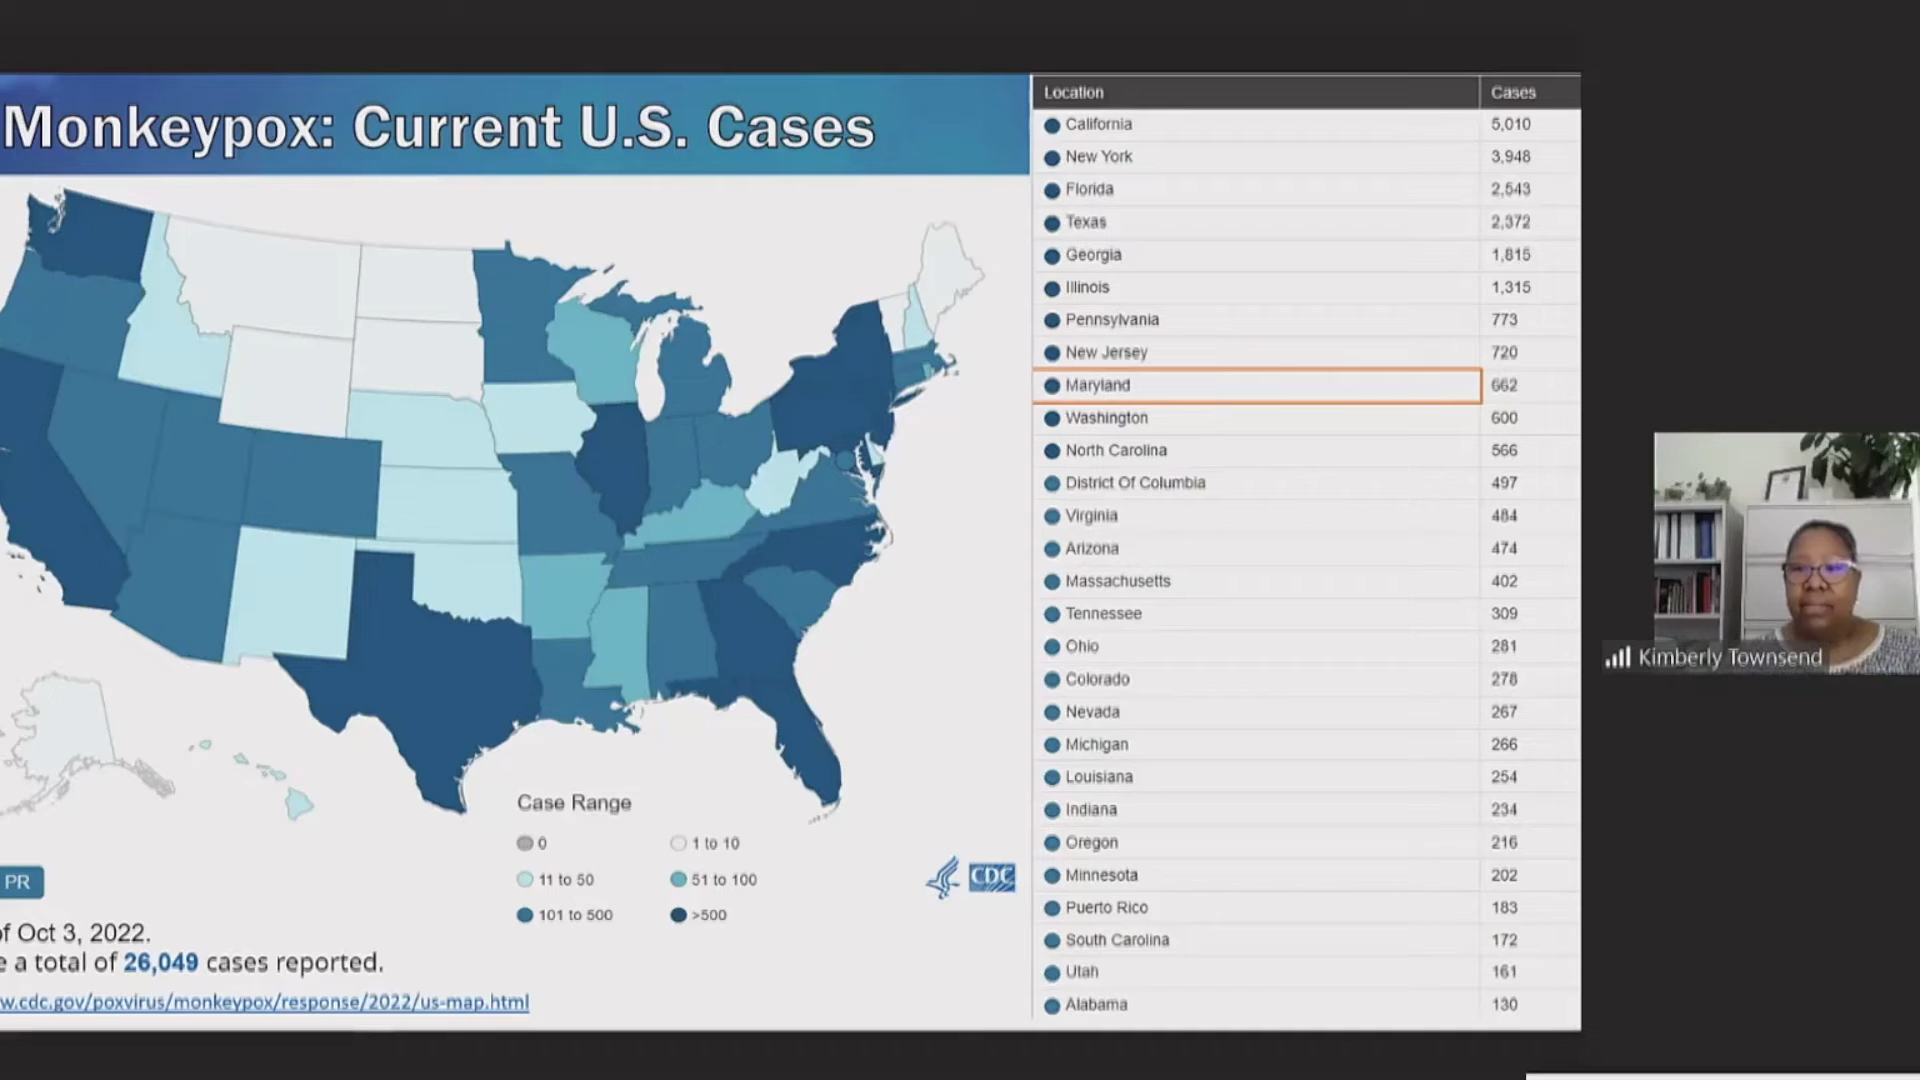 Monkeypox: Current U.S. Cases
Location Cases
California 5,010
New York 3,948
Florida 2,543
Texas 2,372
Georgia 1,815
Illinois 1,315
Pennsylvania 773
New Jersey 720
Maryland 662
Washington 600
North Carolina 566
District Of Columbia 497
Virginia 484
Arizona 474
Massachusetts 402
Tennessee 309
Ohio 281
Colorado 278
Nevada 267
Michigan 266
Louisiana 254
Indiana 234
Oregon 216
Minnesota 202
Puerto Rico 183
South Carolina 172
Utah 161
Alabama 130
Case Range
0 1 to 10
11 to 50 51 to 100
101 to 500 >500
CDC
PR
of Oct 3, 2022.
e a total of 26,049 cases reported.
w.cdc.gov/poxvirus/monkeypox/response/2022/us-map.html
Kimberly Townsend